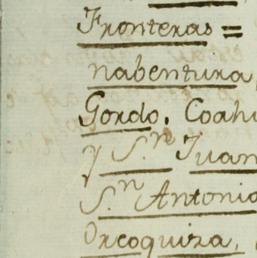 Fronteras =
nabentura,
Gordo, Coahu
y S.n Juan
S.n Antonio
Orcoquiza,